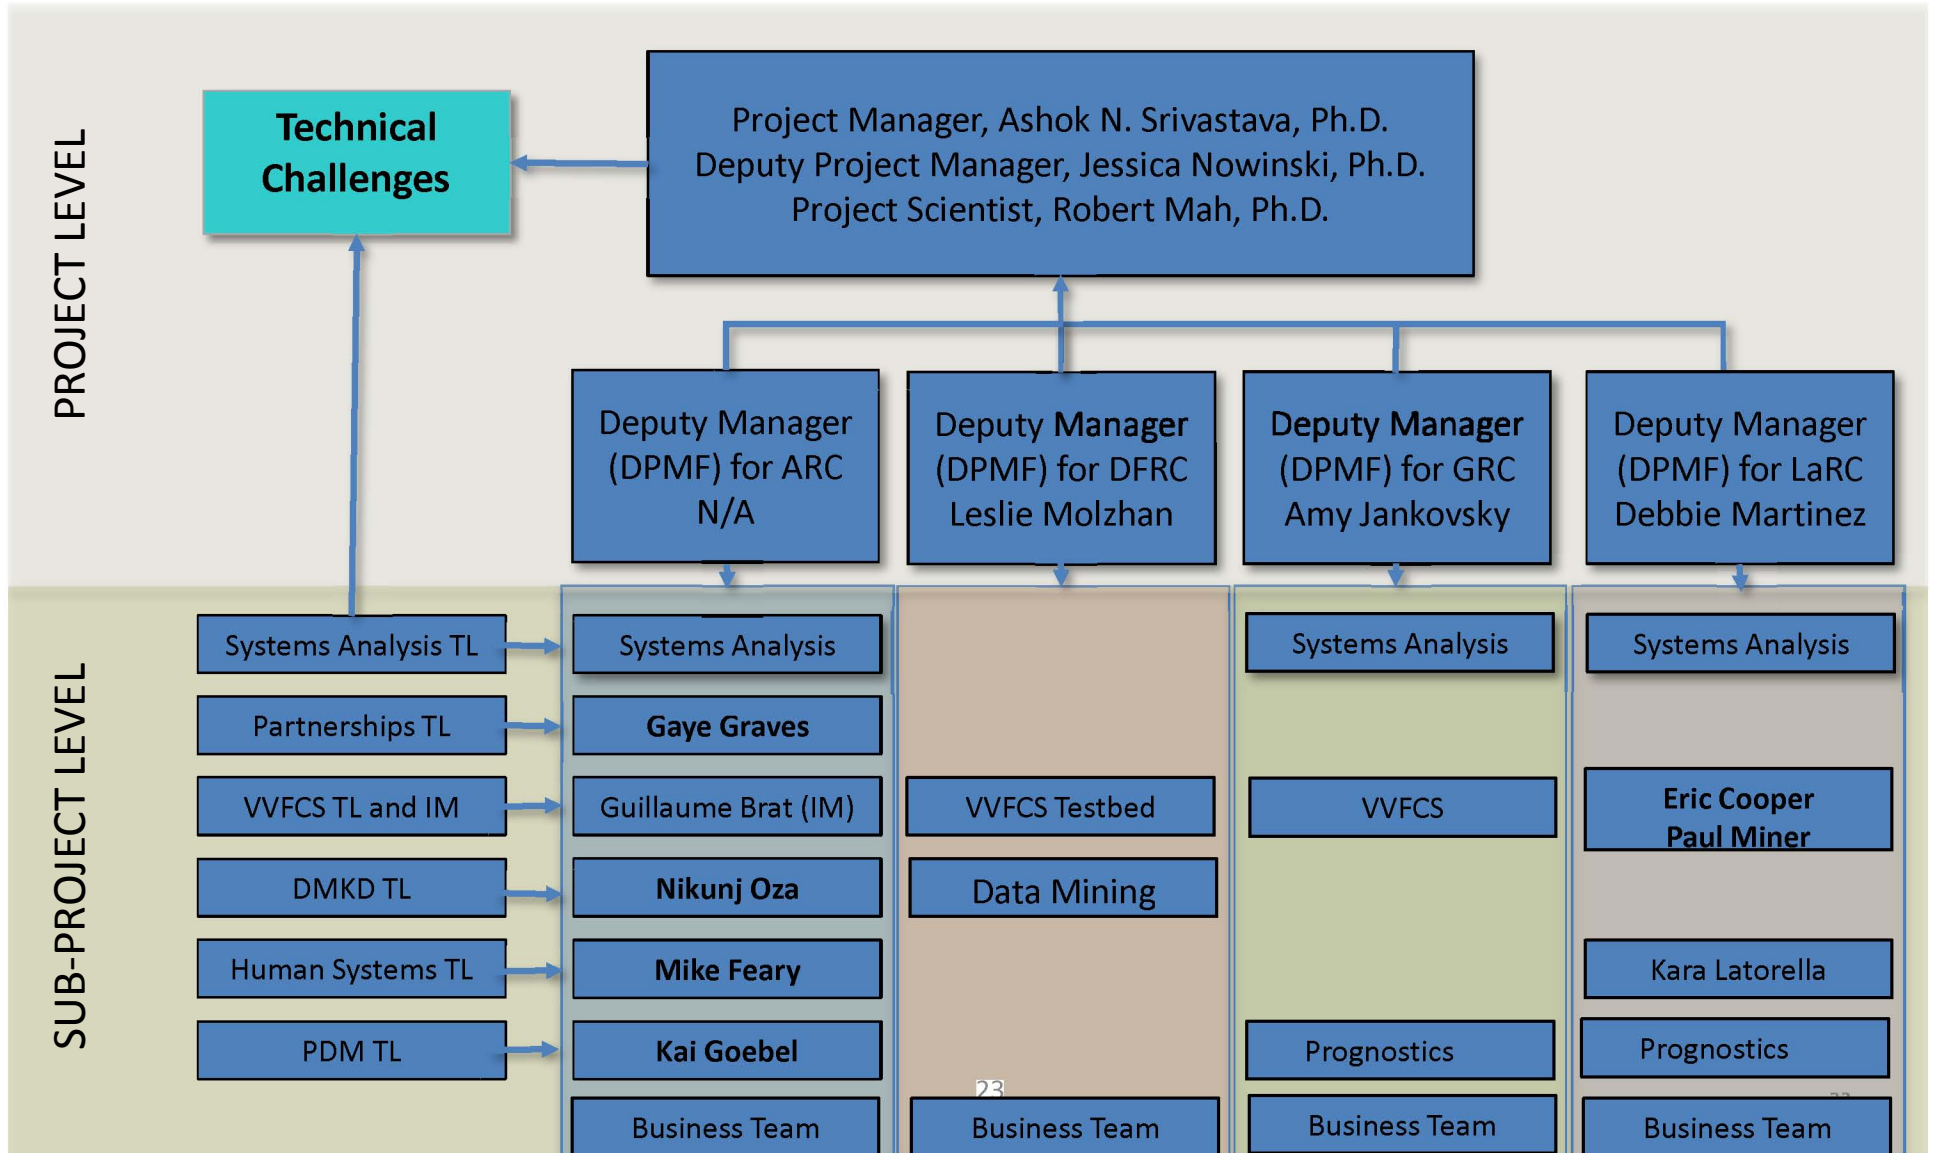 PROJECT LEVEL
Technical
Challenges
Project Manager, Ashok N. Srivastava, Ph.D.
Deputy Project Manager, Jessica Nowinski, Ph.D.
Project Scientist, Robert Mah, Ph.D.
Deputy Manager
(DPMF) for ARC
N/A
Deputy Manager
(DPMF) for DFRC
Leslie Molzhan
Deputy Manager
(DPMF) for GRC
Amy Jankovsky
Deputy Manager
(DPMF) for LaRC
Debbie Martinez
SUB-PROJECT LEVEL
Systems Analysis TL
Systems Analysis
Systems Analysis
Systems Analysis
Partnerships TL
Gaye Graves
VVFCS TL and IM
Guillaume Brat (IM)
VVFCS Testbed
VVFCS
Eric Cooper
Paul Miner
DMKD TL
Nikunj Oza
Data Mining
Human Systems TL
Mike Feary
Kara Latorella
PDM TL
Kai Goebel
Prognostics
Prognostics
23
Business Team
Business Team
Business Team
Business Team